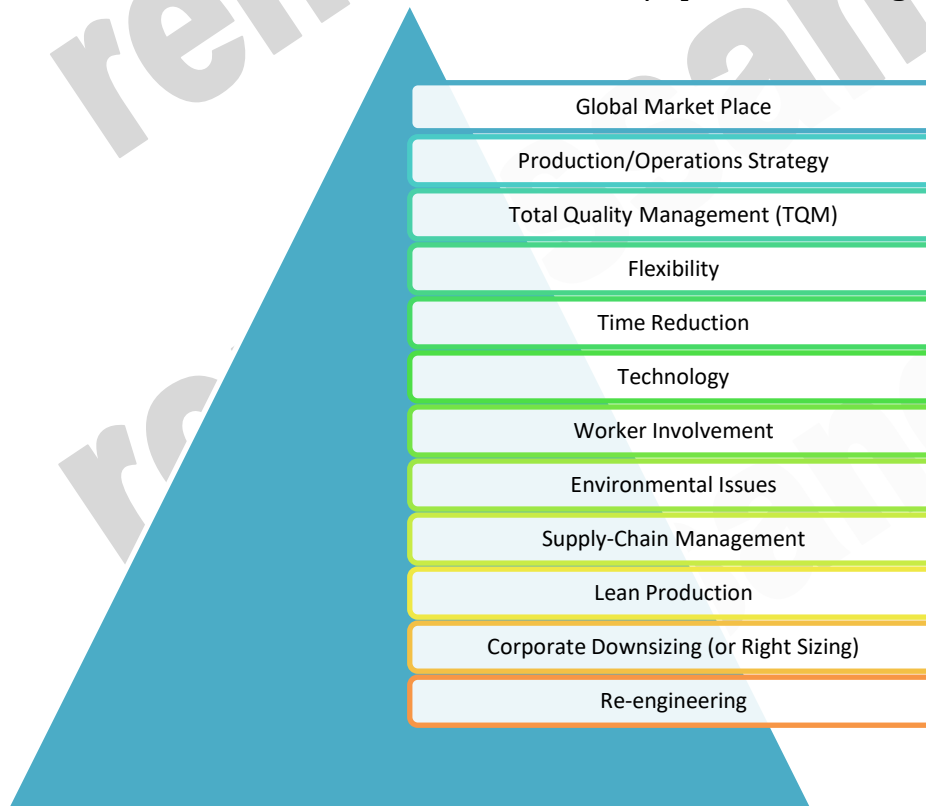 Global Market Place
Production/Operations Strategy
Total Quality Management (TQM)
Flexibility
Time Reduction
Technology
Worker Involvement
Environmental Issues
Supply-Chain Management
Lean Production
Corporate Downsizing (or Right Sizing)
Re-engineering